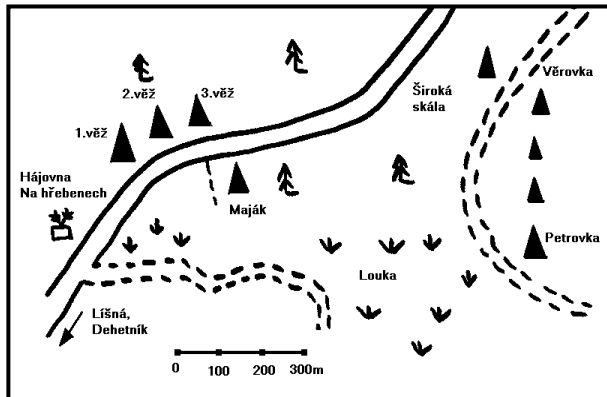 Věrovka
2.věž
3.věž
Široká
skála
1.věž
Hájovna
Na hřebenech
Maják
Petrovka
Louka
Líšná,
Dehetník
0 100 200 300m